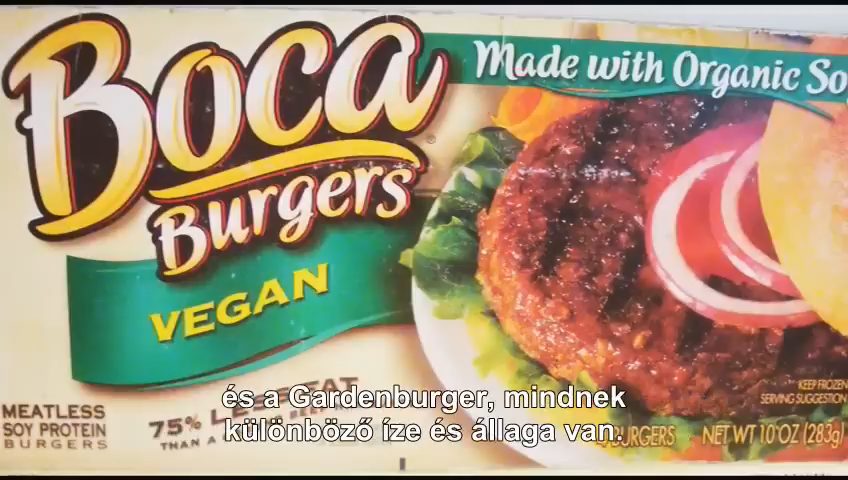 Boca
Burgers
Made with Organic So
VEGAN
MEATLESS
SOY PROTEIN
BURGERS
75% LESS FAT
THAN A
KEEP FROZEN
SERVING SUGGESTION
BURGERS NET WT 10 OZ (283g)
és a Gardenburger, mindnek
különböző íze és állaga van.